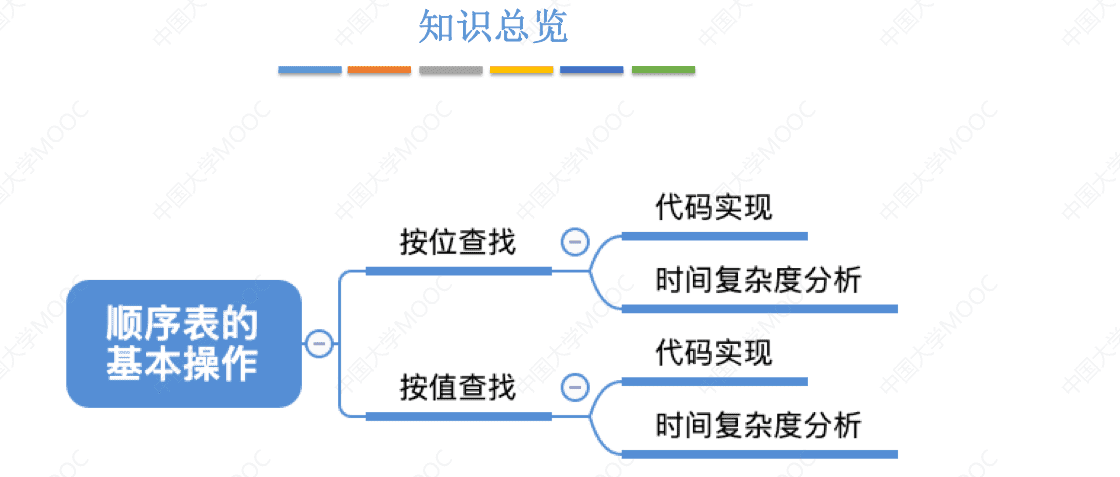 知识总览
按位查找
代码实现
时间复杂度分析
顺序表的
基本操作
按值查找
代码实现
时间复杂度分析
中国大学MOOC